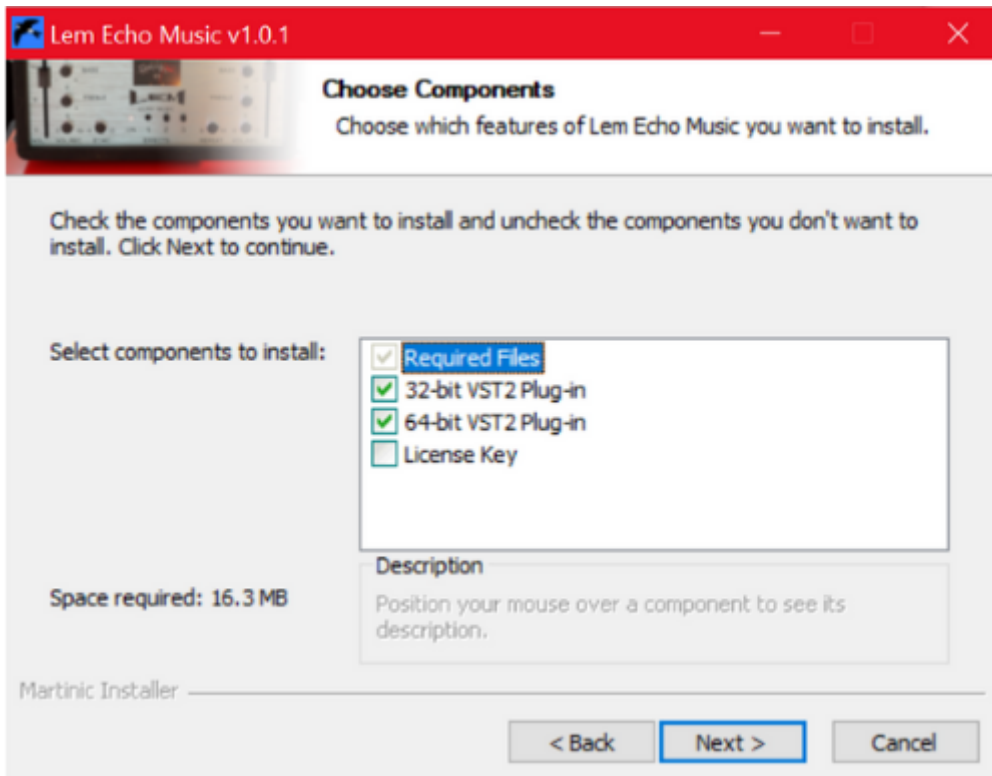 Lem Echo Music v1.0.1
Choose Components
Choose which features of Lem Echo Music you want to install.
Check the components you want to install and uncheck the components you don't want to
install. Click Next to continue.
Select components to install:
Required Files
32-bit VST2 Plug-in
64-bit VST2 Plug-in
License Key
Space required: 16.3 MB
Description
Position your mouse over a component to see its
description.
Martinic Installer
< Back
Next >
Cancel